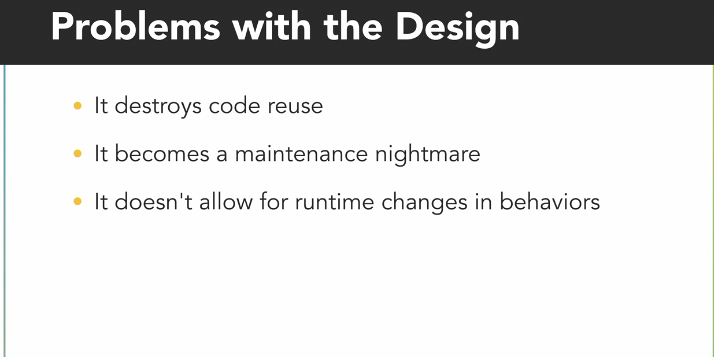 Problems with the Design
• It destroys code reuse
• It becomes a maintenance nightmare
• It doesn't allow for runtime changes in behaviors